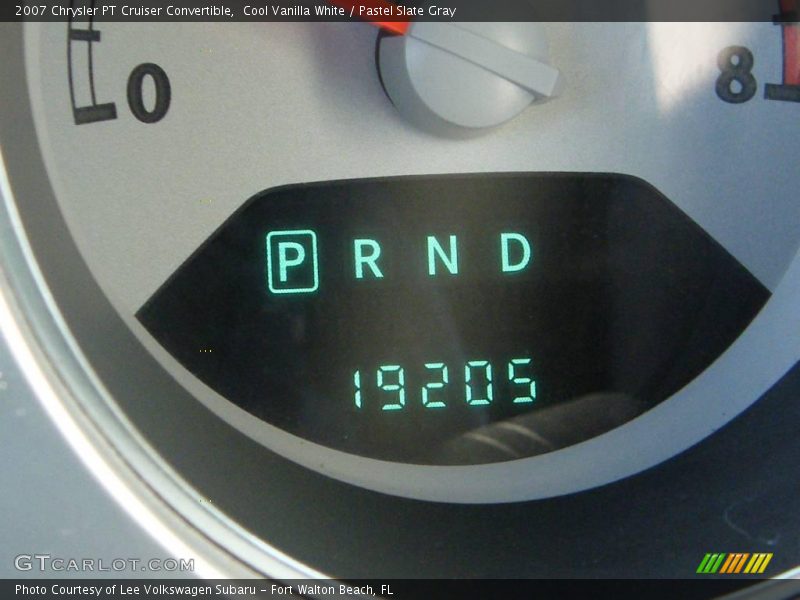 2007 Chrysler PT Cruiser Convertible,  Cool Vanilla White / Pastel Slate Gray
0 8
P R N D
19205
GTCARLOT.COM
Photo Courtesy of Lee Volkswagen Subaru - Fort Walton Beach, FL